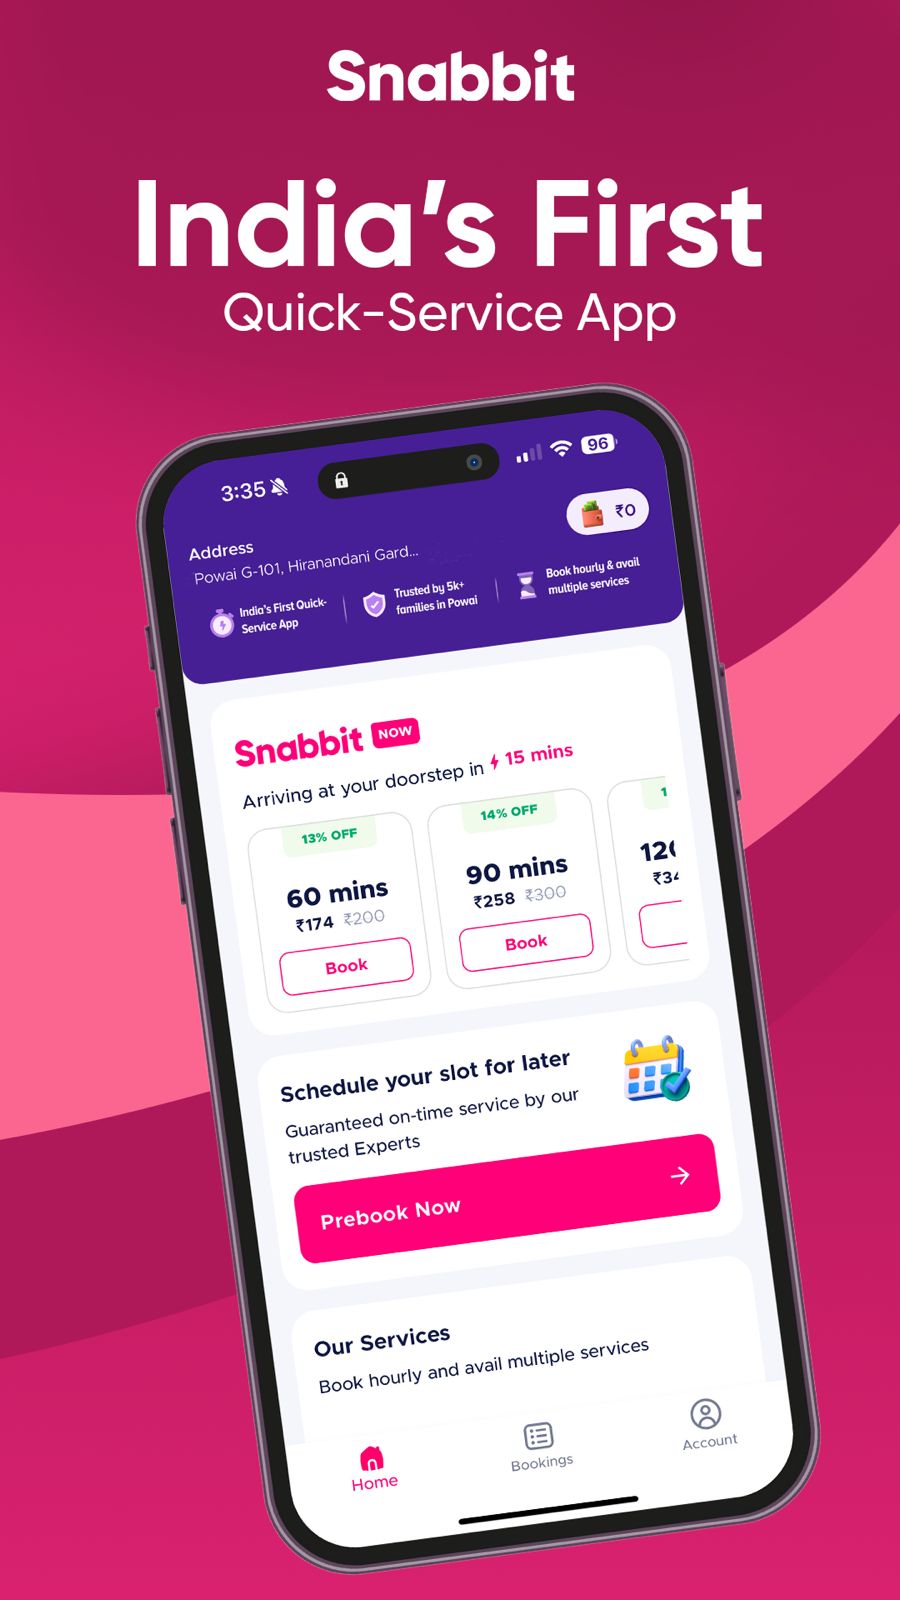 Snabbit
India's First
Quick-Service App
3:35
96
₹0
Address
Powai G-101, Hiranandani Gard...
India's First Quick-
Service App
Trusted by 5k+
families in Powai
Book hourly & avail
multiple services
Snabbit NOW
Arriving at your doorstep in 15 mins
13% OFF
60 mins
₹174 ₹200
Book
14% OFF
90 mins
₹258 ₹300
Book
1
12
₹34
Schedule your slot for later
Guaranteed on-time service by our
trusted Experts
Prebook Now
Our Services
Book hourly and avail multiple services
Home
Bookings
Account